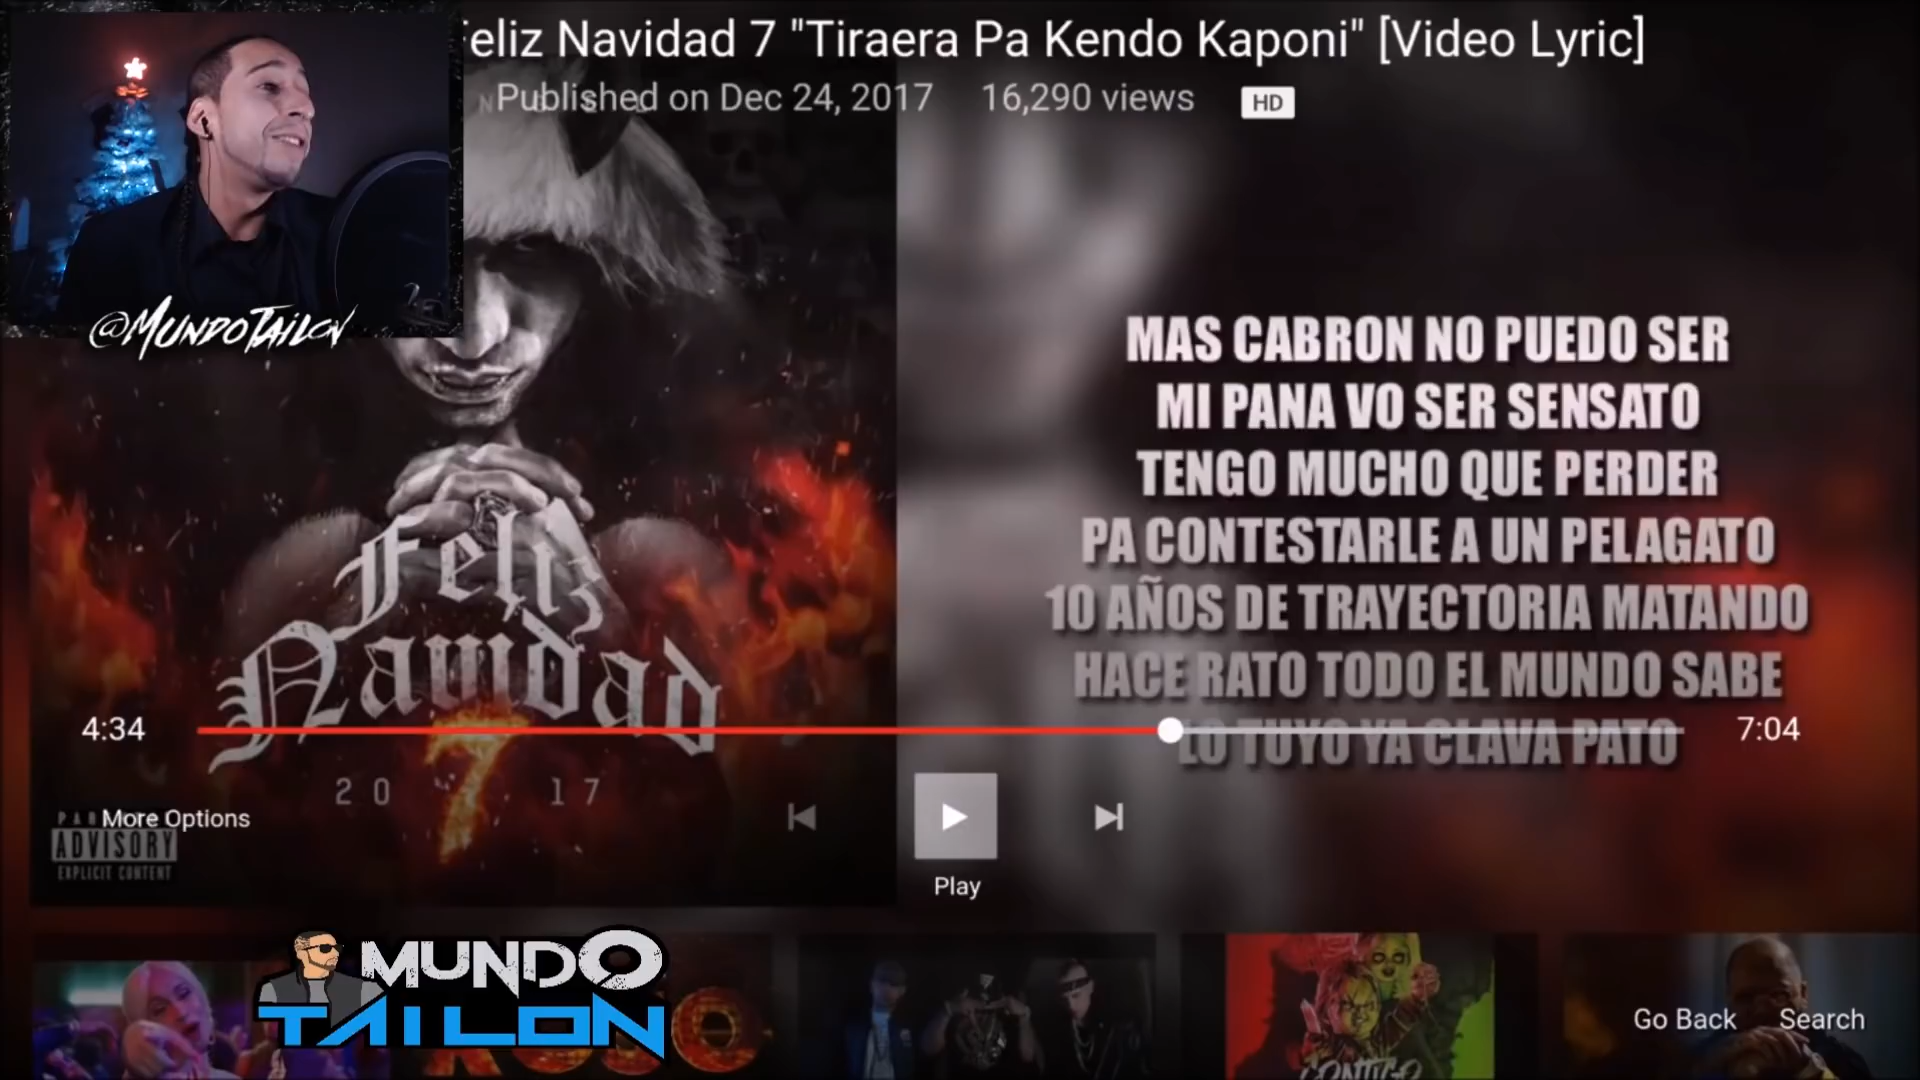 Feliz Navidad 7 "Tiraera Pa Kendo Kaponi" [Video Lyric]
Published on Dec 24, 2017 16,290 views HD
@MUNDOTAILON
MAS CABRON NO PUEDO SER
MI PANA VO SER SENSATO
TENGO MUCHO QUE PERDER
PA CONTESTARLE A UN PELAGATO
10 AÑOS DE TRAYECTORIA MATANDO
HACE RATO TODO EL MUNDO SABE
LO TUYO YA CLAVA PATO
Feliz
Navidad
7
20 17
4:34
7:04
More Options
ADVISORY
EXPLICIT CONTENT
Play
MUNDO
TAILON
CONTIGO
Go Back Search